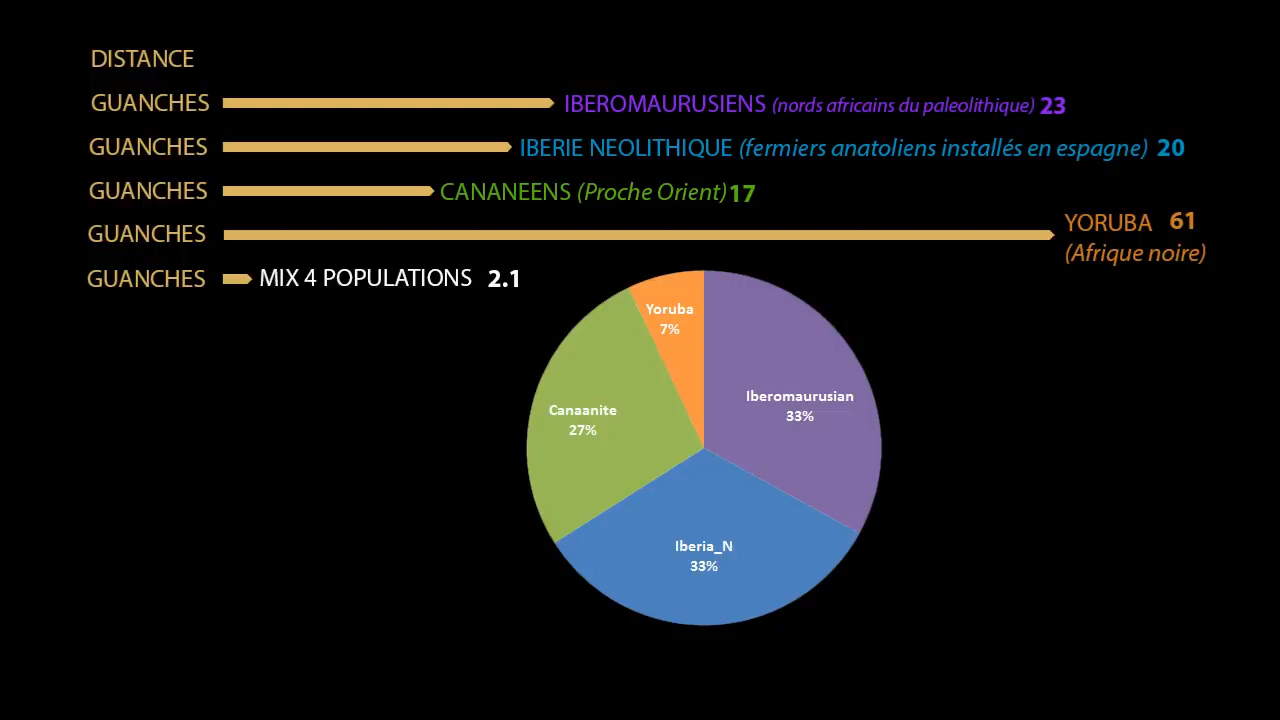 DISTANCE
GUANCHES IBEROMAURUSIENS (nords africains du paleolithique) 23
GUANCHES IBERIE NEOLITHIQUE (fermiers anatoliens installés en espagne) 20
GUANCHES CANANEENS (Proche Orient) 17
GUANCHES YORUBA 61
(Afrique noire)
GUANCHES MIX 4 POPULATIONS 2.1
Yoruba
7%
Iberomaurusian
33%
Canaanite
27%
Iberia_N
33%